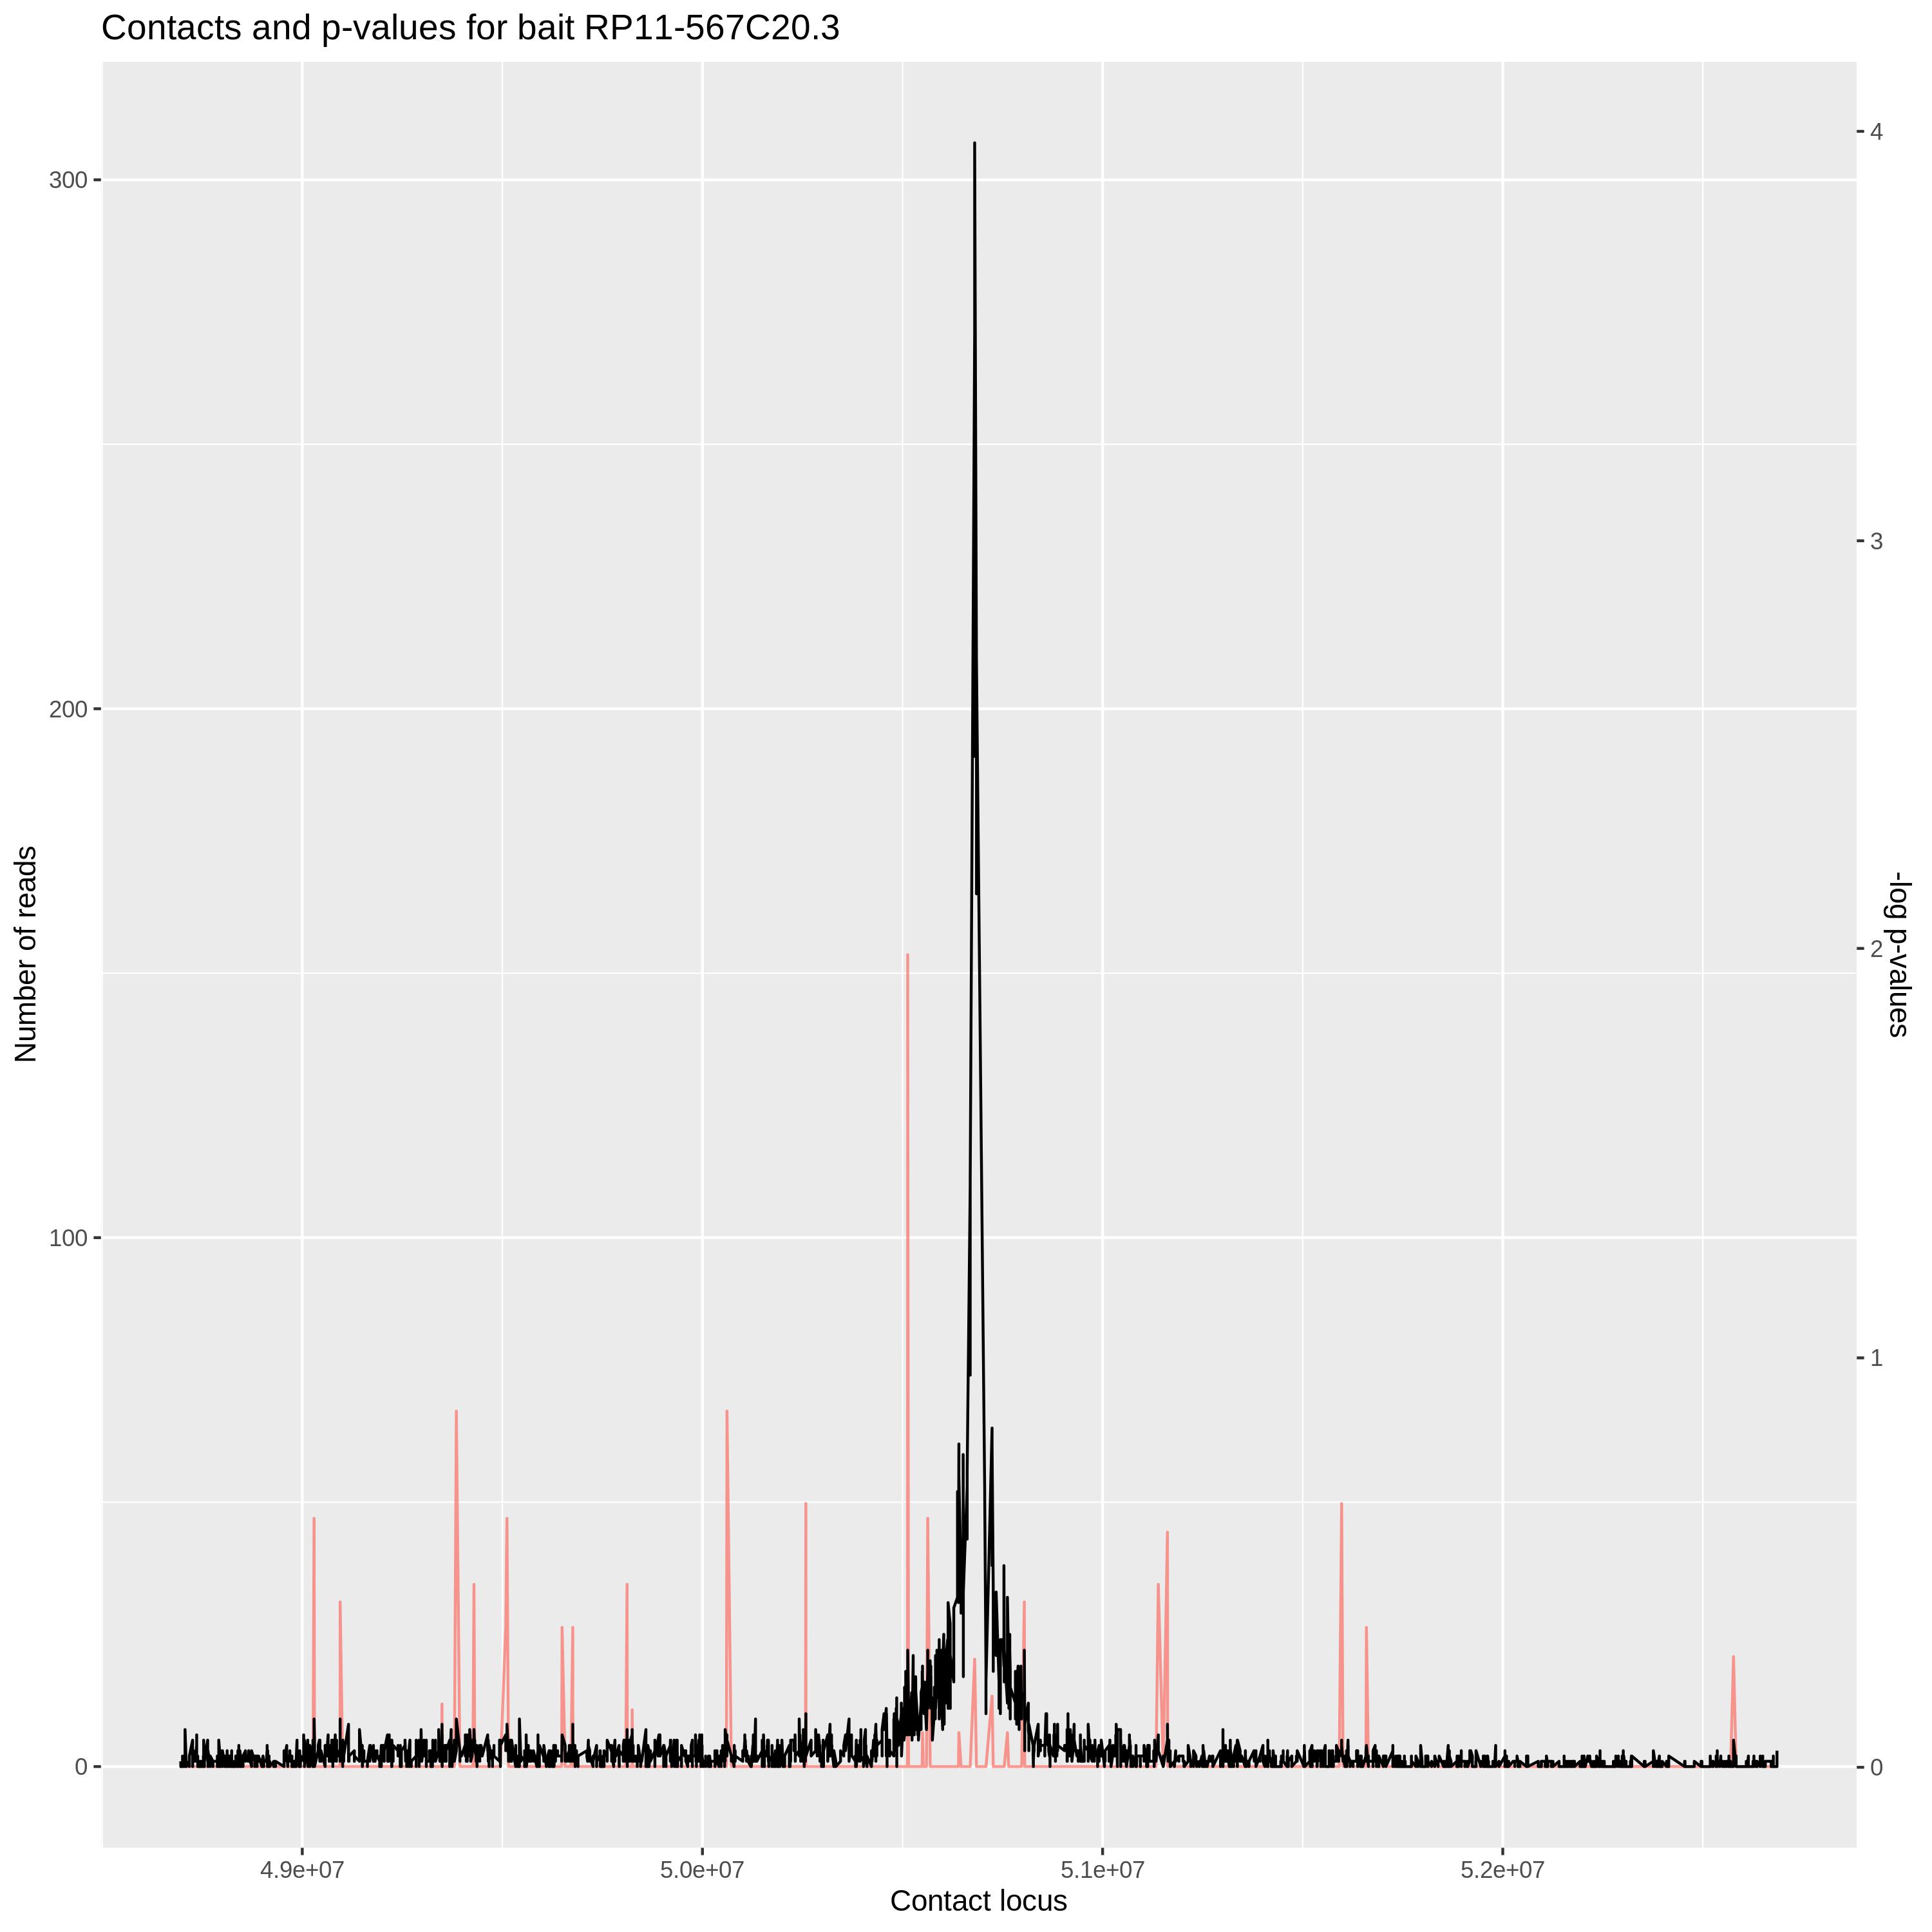 Contacts and p-values for bait RP11-567C20.3
300
200
100
0
Number of reads
4
3
2
1
0
-log p-values
4.9e+07
5.0e+07
5.1e+07
5.2e+07
Contact locus